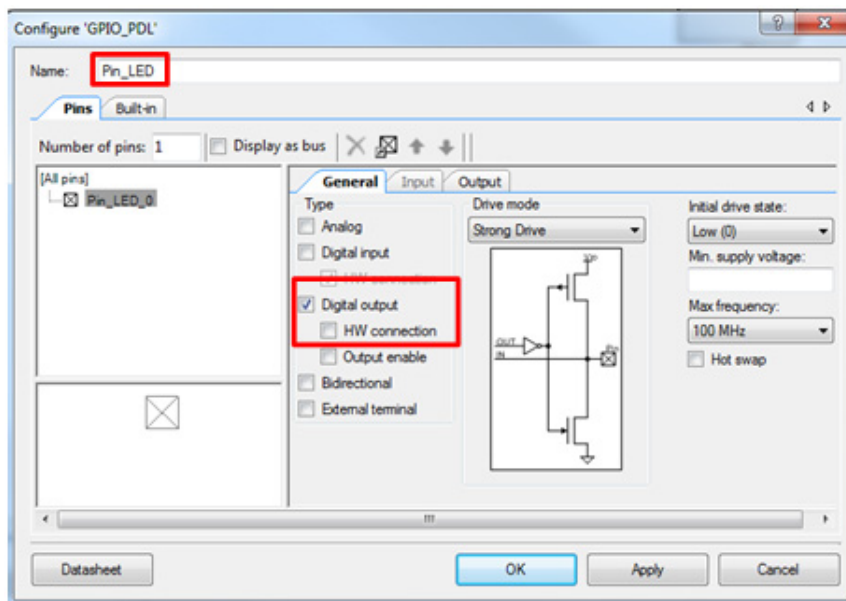 Configure 'GPIO_PDL'
Name: Pin_LED
Pins Built-in
Number of pins: 1 Display as bus
[All pins]
Pin_LED_0
General Input Output
Type
Analog
Digital input
HW connection
Digital output
HW connection
Output enable
Bidirectional
External terminal
Drive mode
Strong Drive
OUT
IN
Pin
Initial drive state:
Low (0)
Min. supply voltage:
Max frequency:
100 MHz
Hot swap
Datasheet OK Apply Cancel